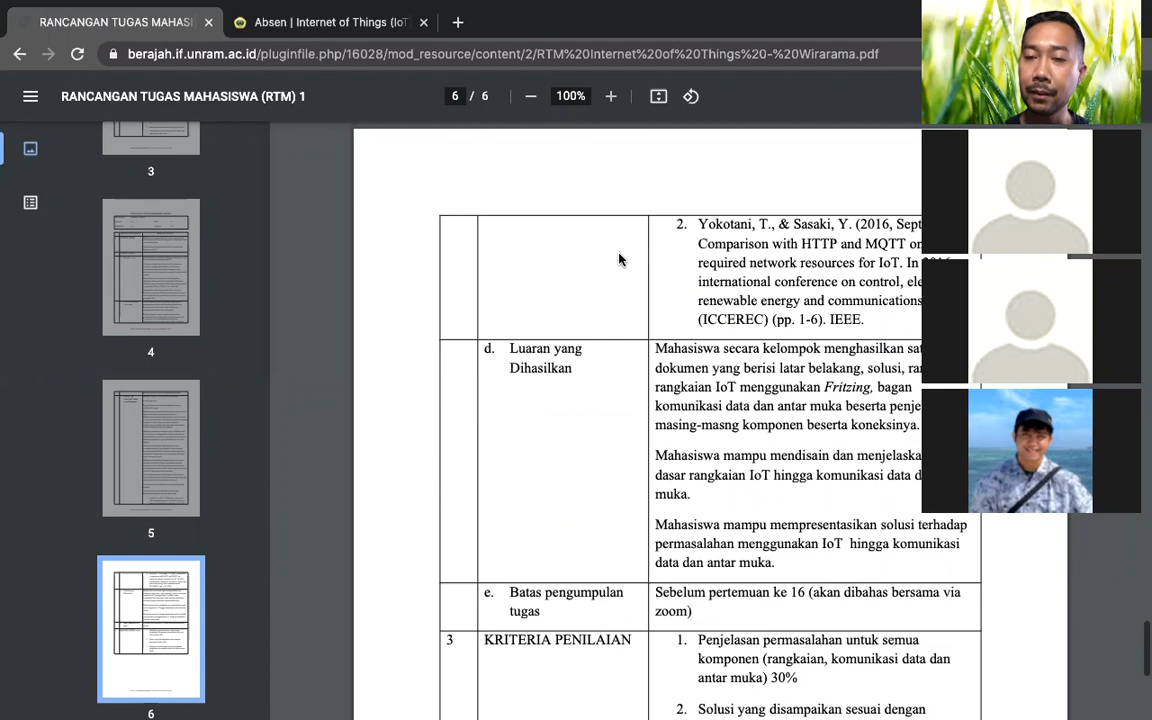 RANCANGAN TUGAS MAHASI
Absen | Internet of Things (IoT
berajah.if.unram.ac.id/pluginfile.php/16028/mod_resource/content/2/RTM%20Internet%20of%20Things%20-%20Wirarama.pdf
RANCANGAN TUGAS MAHASISWA (RTM) 1
6 / 6
100%
3
4
5
6
2. Yokotani, T., & Sasaki, Y. (2016, Sept
Comparison with HTTP and MQTT on
required network resources for IoT. In 2016
international conference on control, ele
renewable energy and communications
(ICCEREC) (pp. 1-6). IEEE.
d. Luaran yang
Dihasilkan
Mahasiswa secara kelompok menghasilkan sat
dokumen yang berisi latar belakang, solusi, ra
rangkaian IoT menggunakan Fritzing, bagan
komunikasi data dan antar muka beserta penje
masing-masng komponen beserta koneksinya.
Mahasiswa mampu mendisain dan menjelaska
dasar rangkaian IoT hingga komunikasi data d
muka.
Mahasiswa mampu mempresentasikan solusi terhadap
permasalahan menggunakan IoT hingga komunikasi
data dan antar muka.
e. Batas pengumpulan
tugas
Sebelum pertemuan ke 16 (akan dibahas bersama via
zoom)
3 KRITERIA PENILAIAN
1. Penjelasan permasalahan untuk semua
komponen (rangkaian, komunikasi data dan
antar muka) 30%
2. Solusi yang disampaikan sesuai dengan